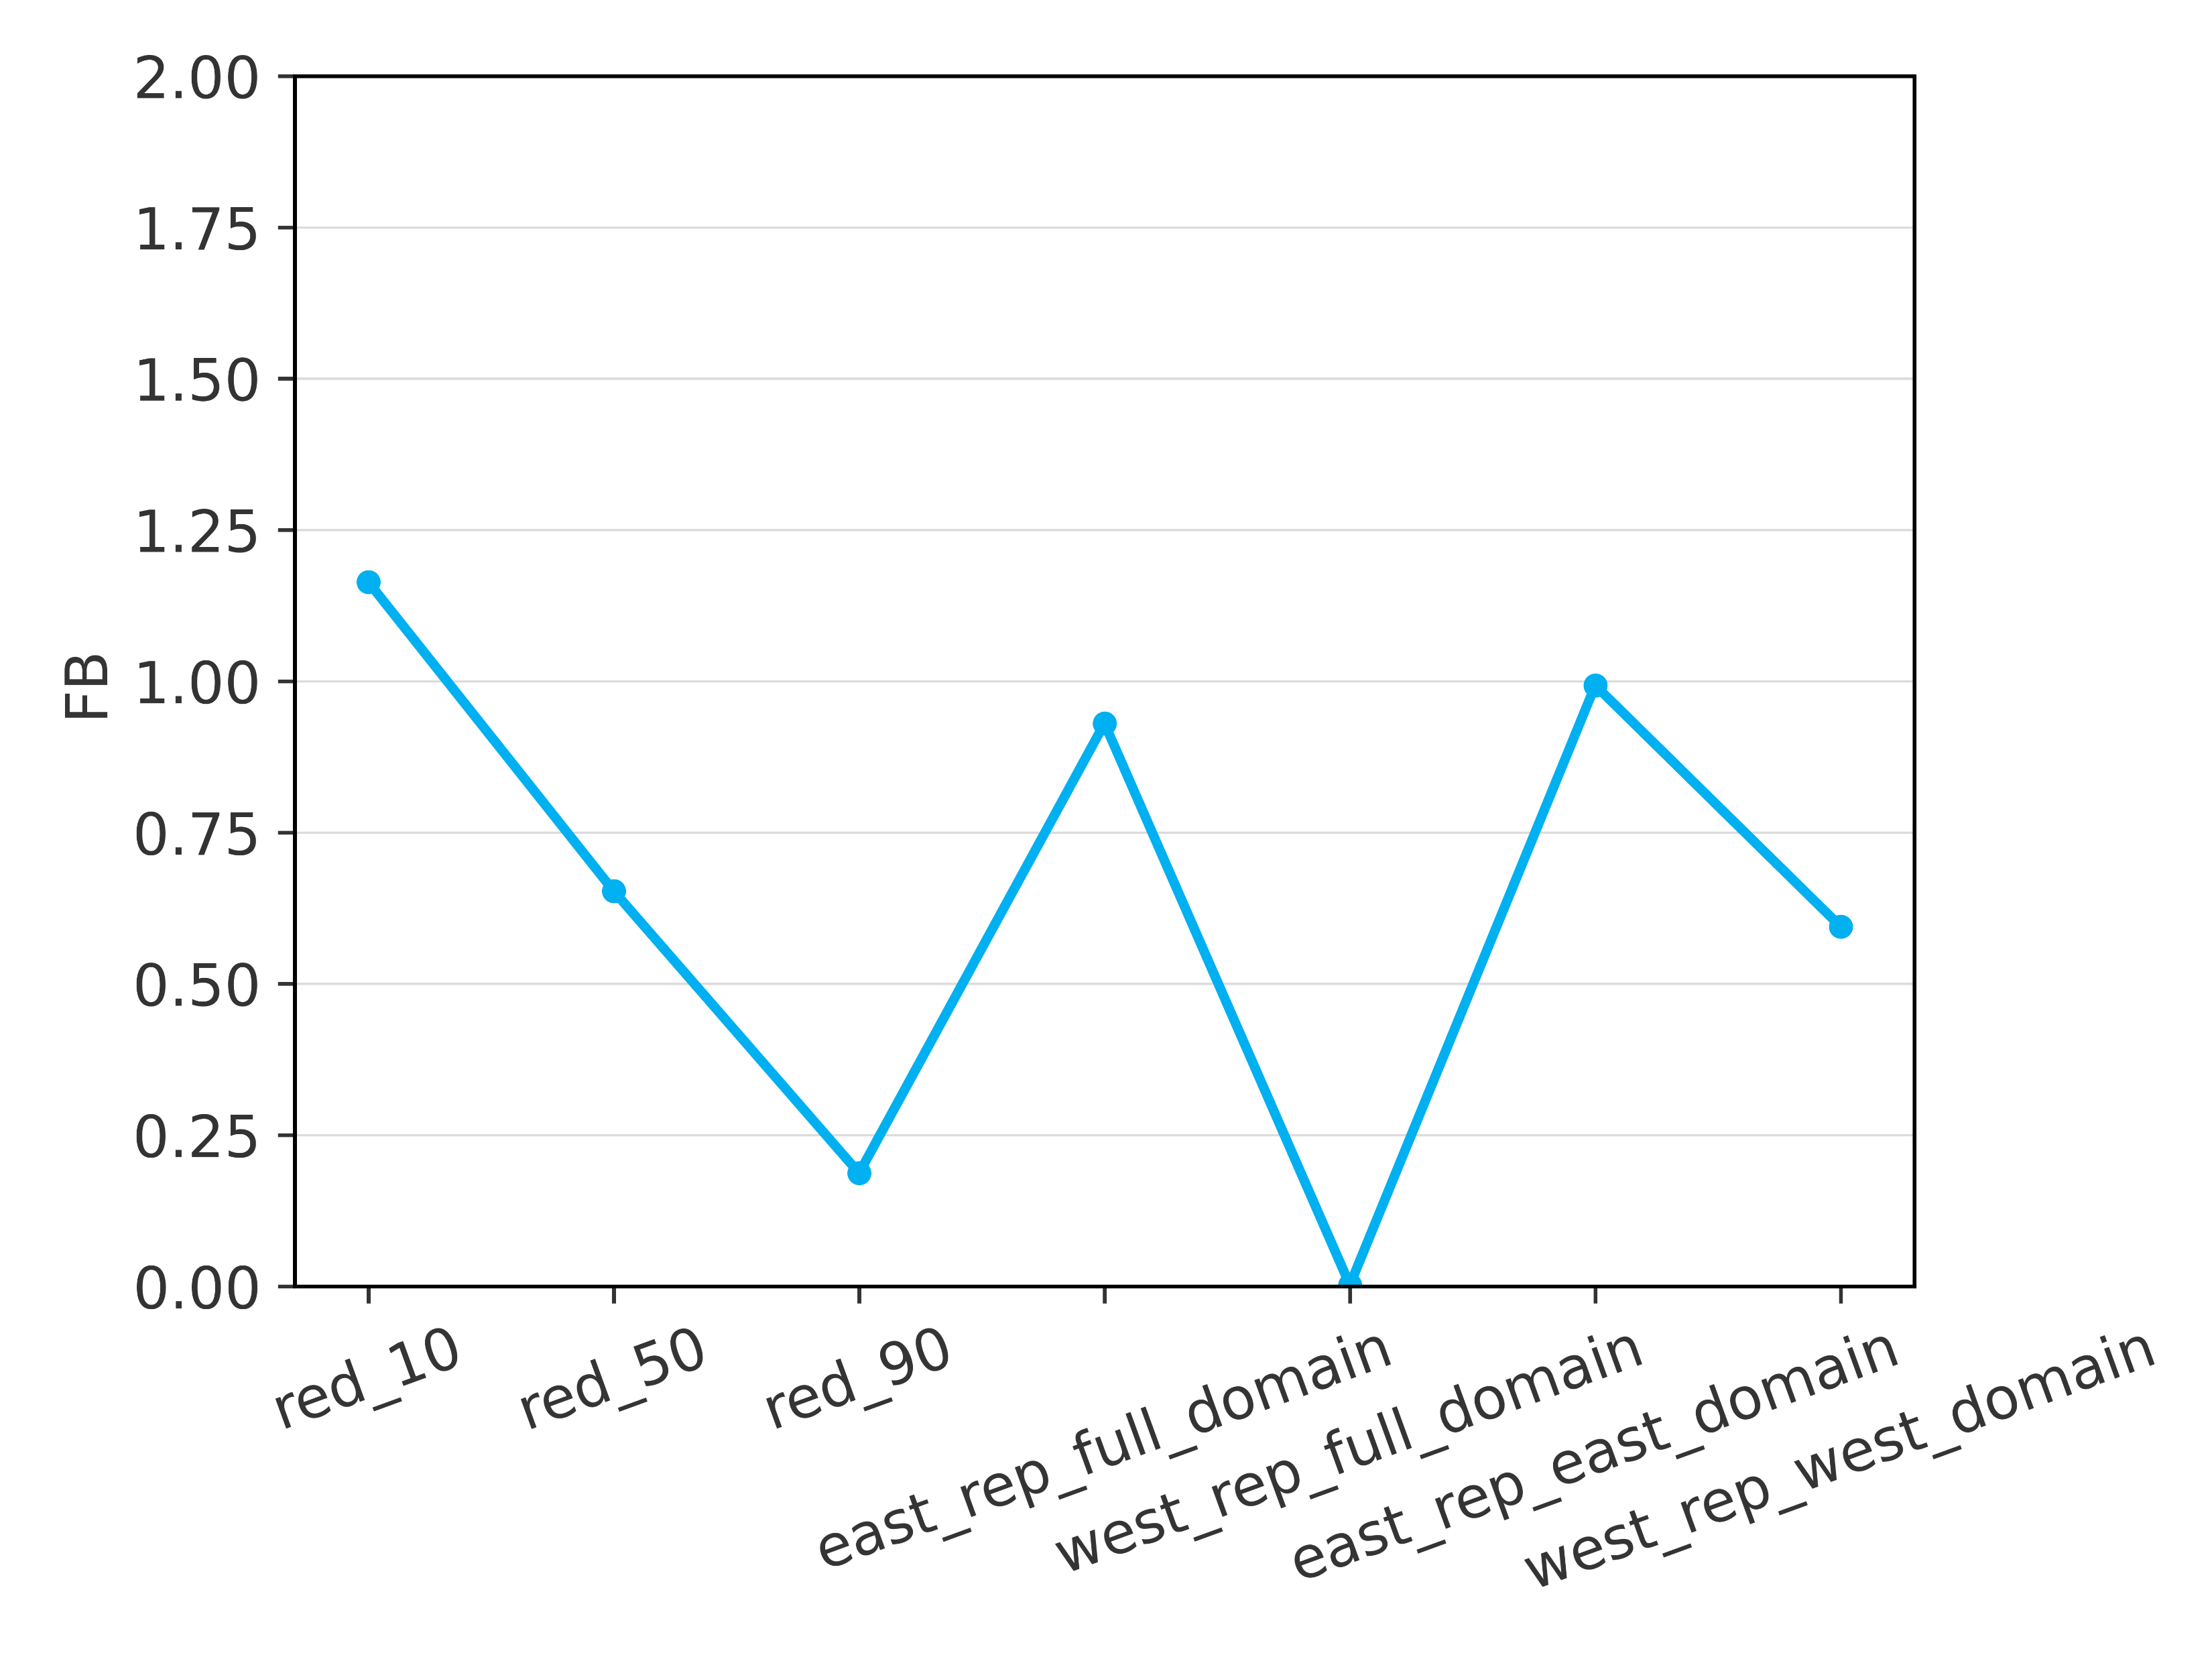 2.00
1.75
1.50
1.25
1.00
0.75
0.50
0.25
0.00
FB
red_10
red_50
red_90
east_rep_full_domain
west_rep_full_domain
east_rep_east_domain
west_rep_west_domain